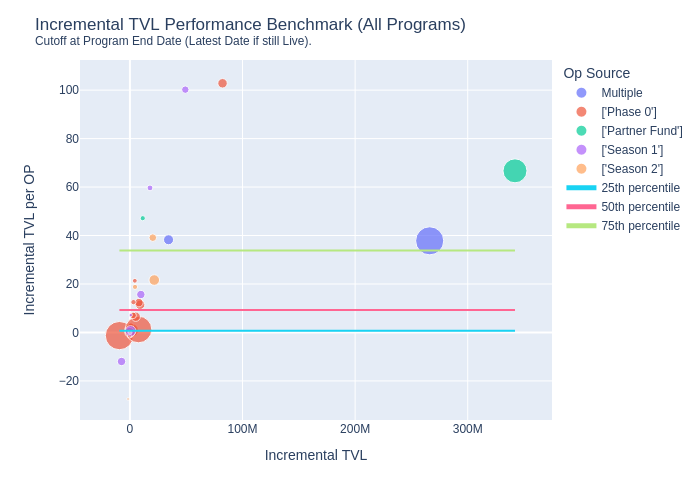 Incremental TVL Performance Benchmark (All Programs)
Cutoff at Program End Date (Latest Date if still Live).
Op Source
Multiple
['Phase 0']
['Partner Fund']
['Season 1']
['Season 2']
25th percentile
50th percentile
75th percentile
Incremental TVL per OP
100
80
60
40
20
0
−20
0
100M
200M
300M
Incremental TVL